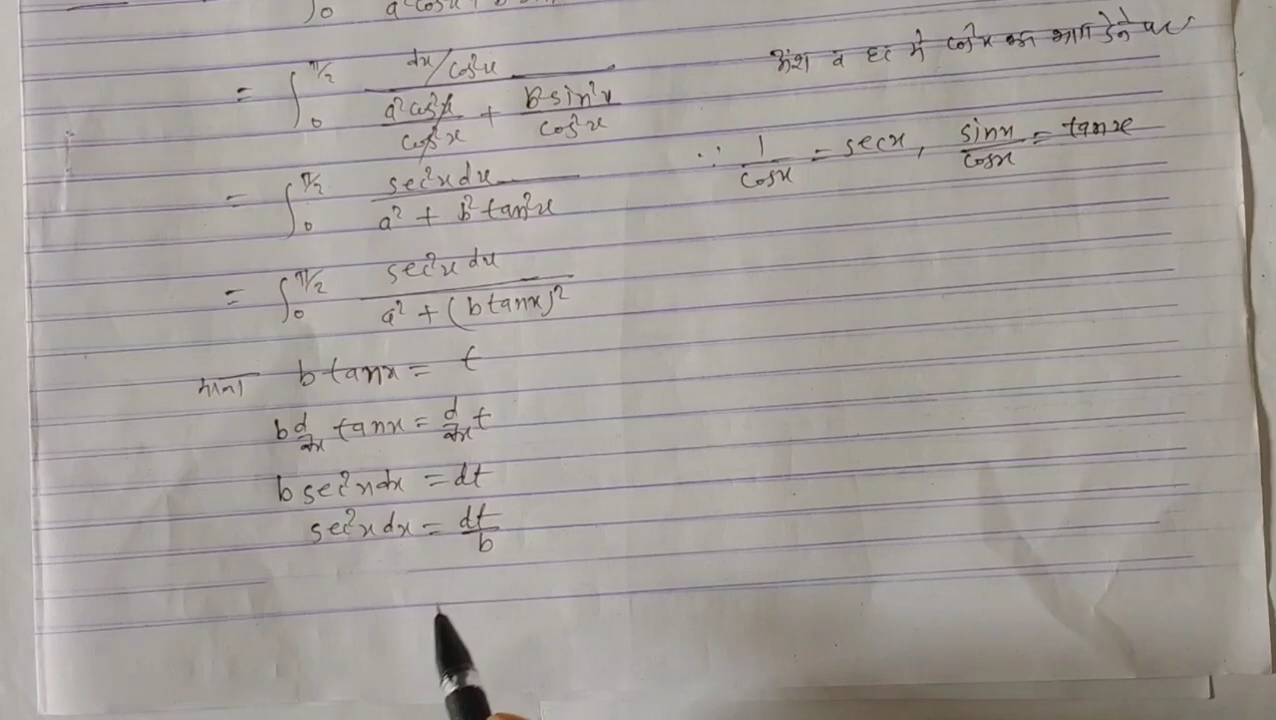 ∫₀ a²cos²x +
= ∫₀^π/2 (dx/cos²x) / (a²cos²x/cos²x + b²sin²x/cos²x) अंश व हर में cos²x का भाग देने पर
= ∫₀^π/2 sec²x dx / (a² + b²tan²x) ∵ 1/cosx = secx, sinx/cosx = tanx
= ∫₀^π/2 sec²x dx / (a² + (b tanx)²)
माना b tanx = t
b d/dx tanx = d/dx t
b sec²x dx = dt
sec²x dx = dt/b